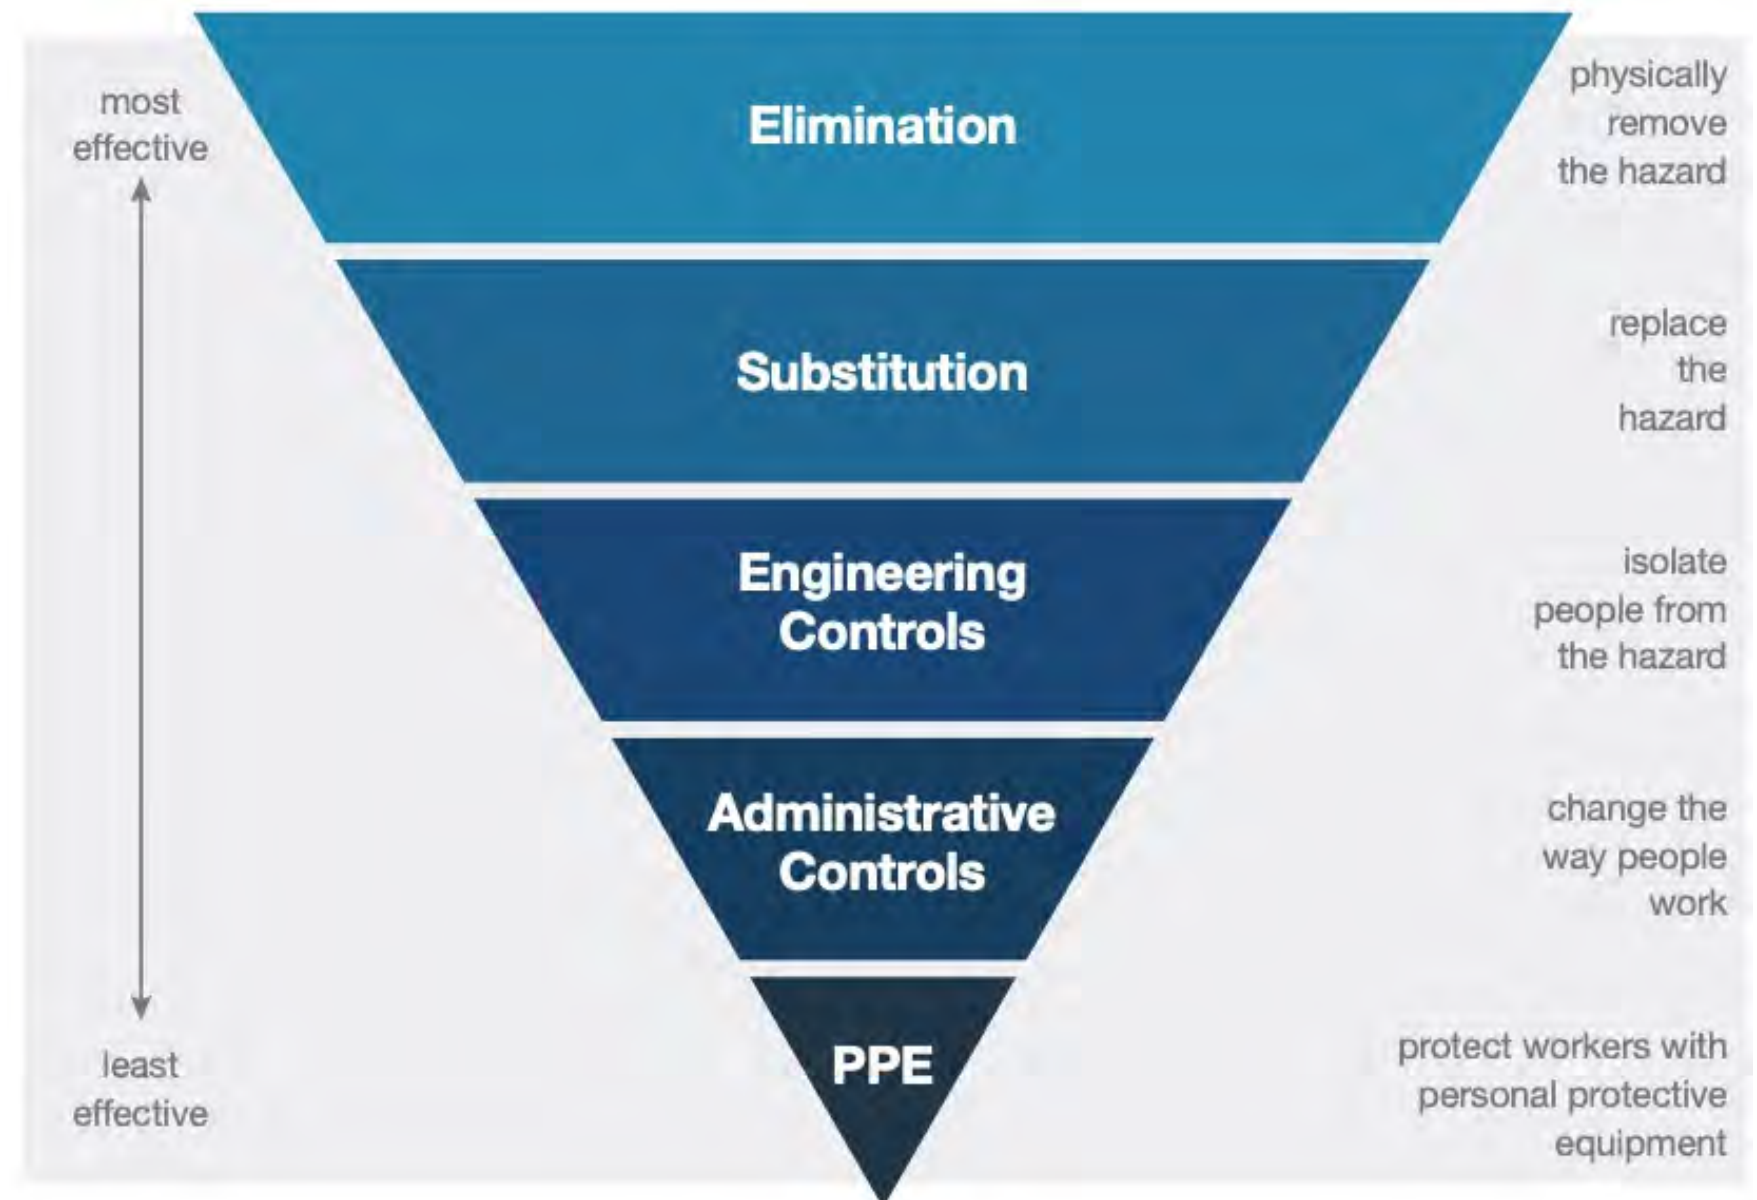 most
effective
Elimination
physically
remove
the hazard
Substitution
replace
the
hazard
Engineering
Controls
isolate
people from
the hazard
Administrative
Controls
change the
way people
work
least
effective
PPE
protect workers with
personal protective
equipment